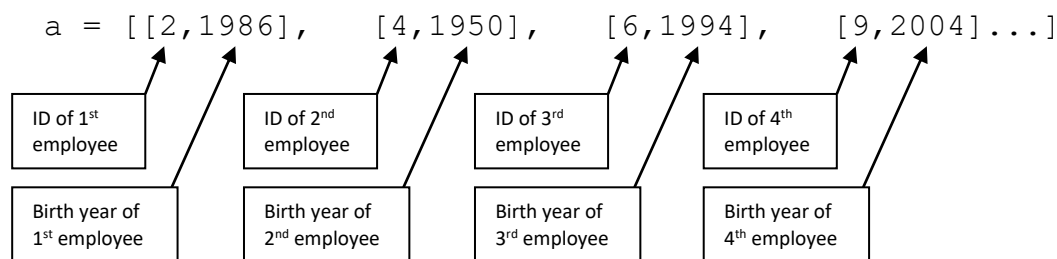 a = [[2,1986], [4,1950], [6,1994], [9,2004]...]
ID of 1st
employee
ID of 2nd
employee
ID of 3rd
employee
ID of 4th
employee
Birth year of
1st employee
Birth year of
2nd employee
Birth year of
3rd employee
Birth year of
4th employee